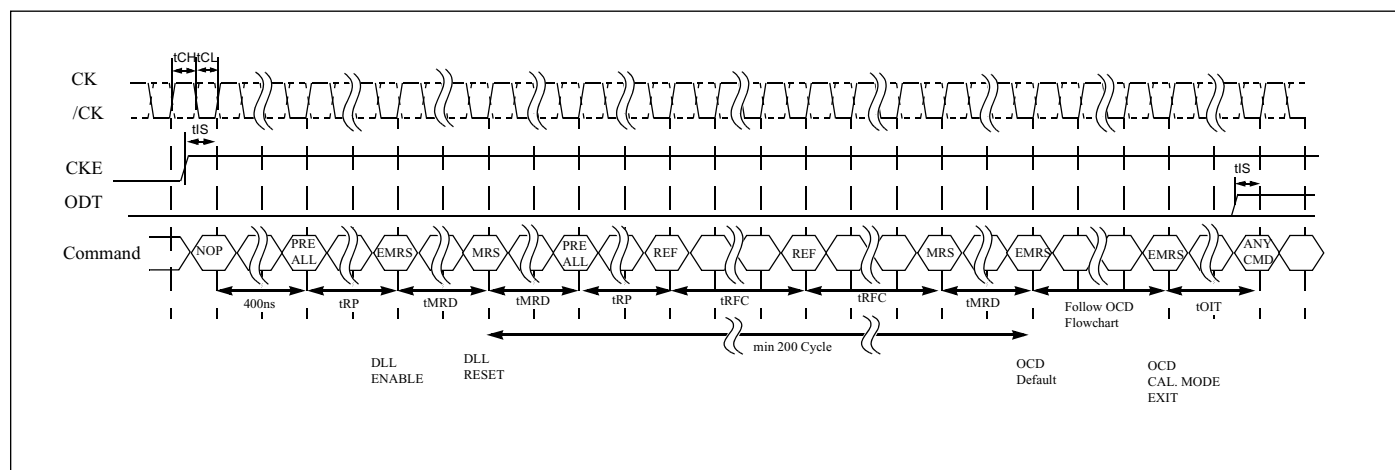 tCH tCL
CK
/CK
tIS
CKE
tIS
ODT
Command
NOP
PRE
ALL
EMRS
MRS
PRE
ALL
REF
REF
MRS
EMRS
EMRS
ANY
CMD
400ns
tRP
tMRD
tMRD
tRP
tRFC
tRFC
tMRD
Follow OCD
Flowchart
tOIT
min 200 Cycle
DLL
ENABLE
DLL
RESET
OCD
Default
OCD
CAL. MODE
EXIT